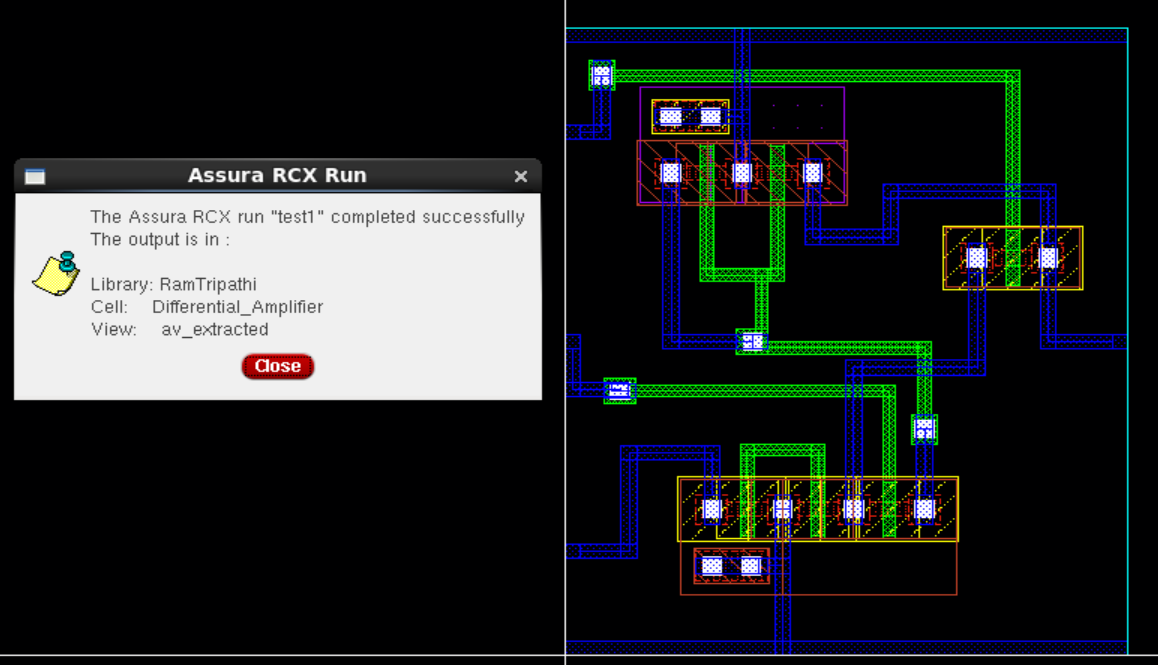 Assura RCX Run
The Assura RCX run "test1" completed successfully
The output is in :
Library: RamTripathi
Cell: Differential_Amplifier
View: av_extracted
Close